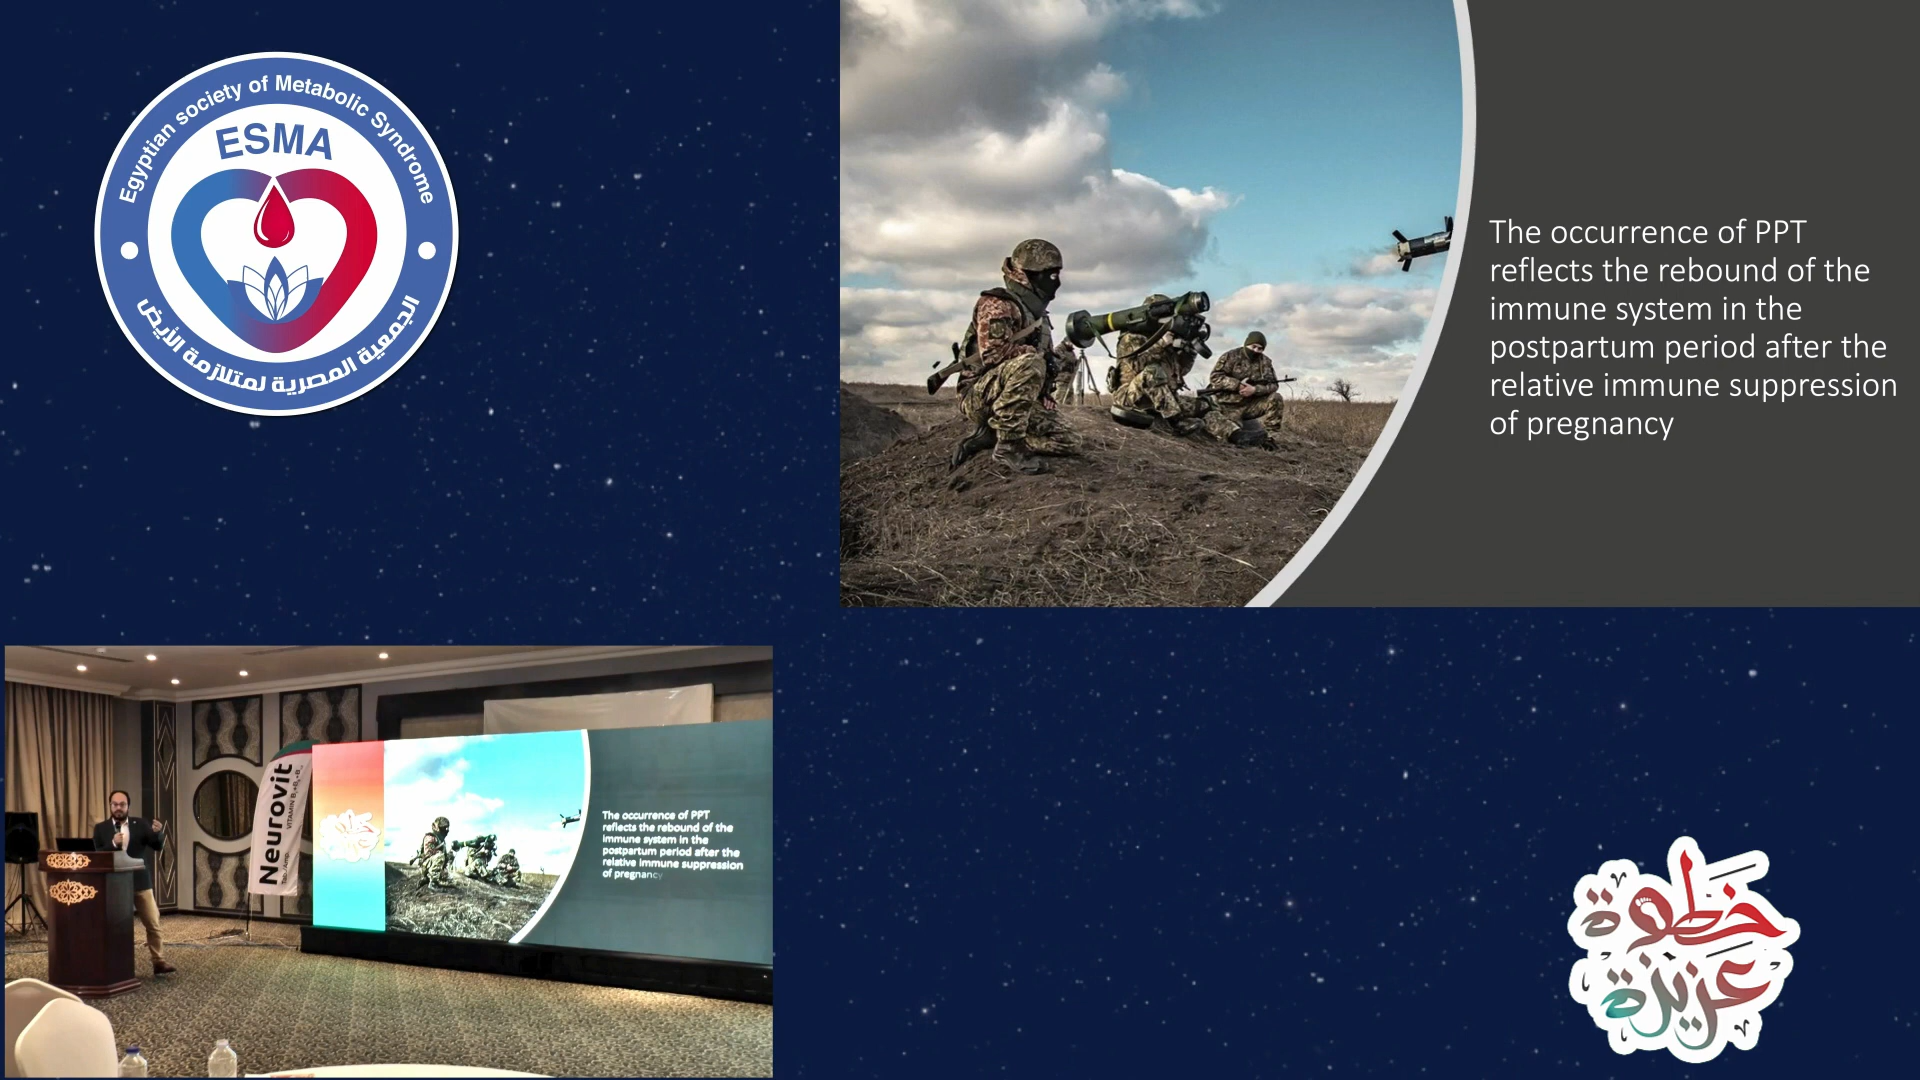 Egyptian society of Metabolic Syndrome
ESMA
الجمعية المصرية لمتلازمة الأيض
The occurrence of PPT
reflects the rebound of the
immune system in the
postpartum period after the
relative immune suppression
of pregnancy
Neurovit
The occurrence of PPT
reflects the rebound of the
immune system in the
postpartum period after the
relative immune suppression
of pregnancy
خطوة
عزيزة